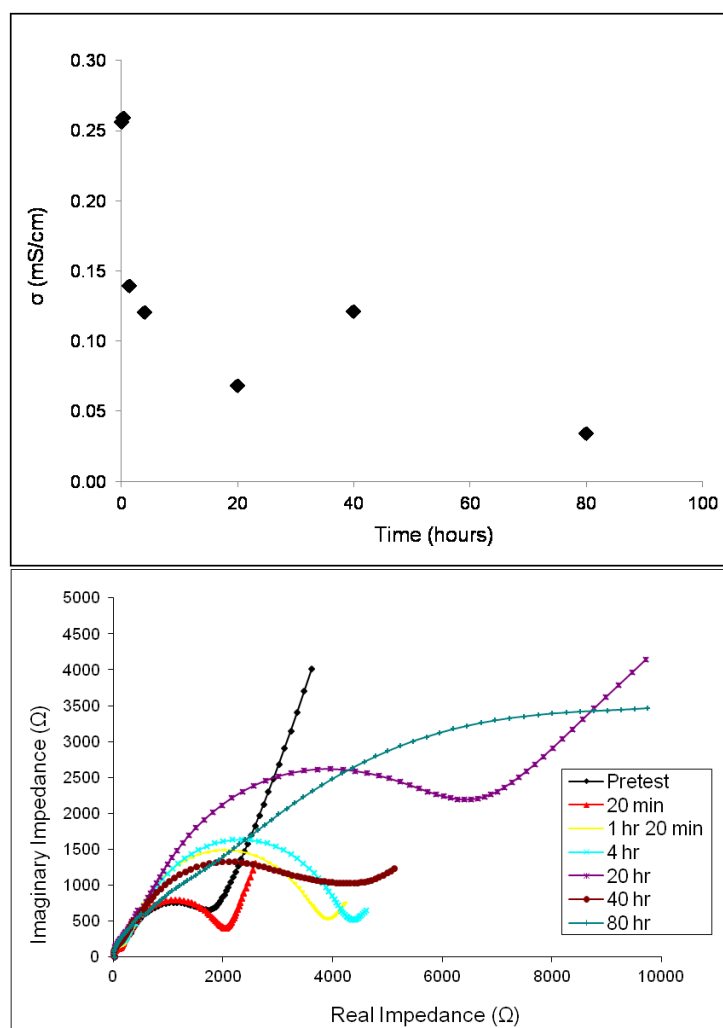 0.30
0.25
0.20
0.15
0.10
0.05
0.00
σ (mS/cm)
0 20 40 60 80 100
Time (hours)
5000
4500
4000
3500
3000
2500
2000
1500
1000
500
0
Imaginary Impedance (Ω)
Pretest
20 min
1 hr 20 min
4 hr
20 hr
40 hr
80 hr
0 2000 4000 6000 8000 10000
Real Impedance (Ω)